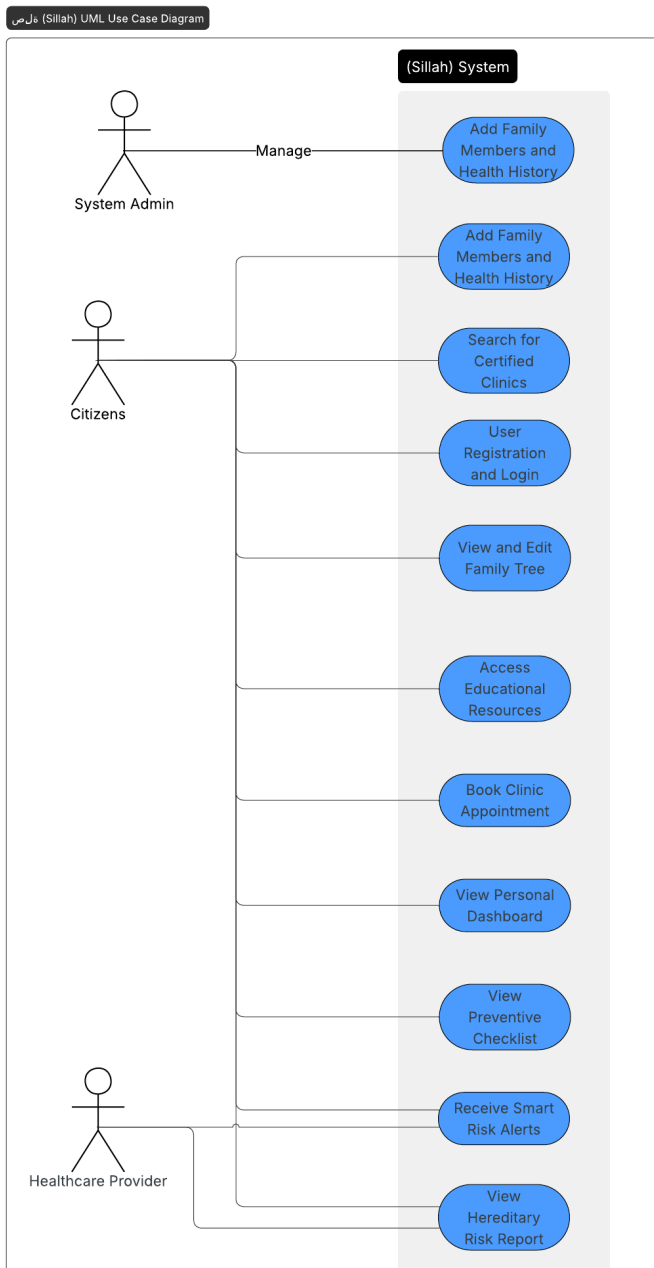 صلة (Sillah) UML Use Case Diagram
(Sillah) System
Add Family
Members and
Health History
Manage
System Admin
Add Family
Members and
Health History
Search for
Certified
Clinics
Citizens
User
Registration
and Login
View and Edit
Family Tree
Access
Educational
Resources
Book Clinic
Appointment
View Personal
Dashboard
View
Preventive
Checklist
Receive Smart
Risk Alerts
Healthcare Provider
View
Hereditary
Risk Report